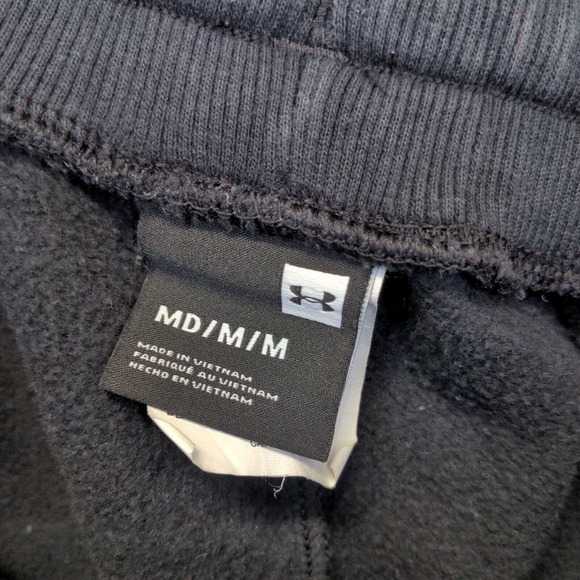 MD/M/M
MADE IN VIETNAM
FABRIQUÉ AU VIETNAM
HECHO EN VIETNAM